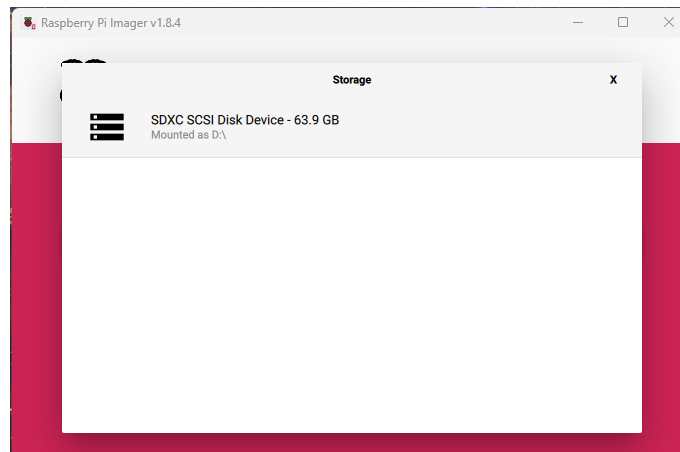 Raspberry Pi Imager v1.8.4
Storage
X
SDXC SCSI Disk Device - 63.9 GB
Mounted as D:\